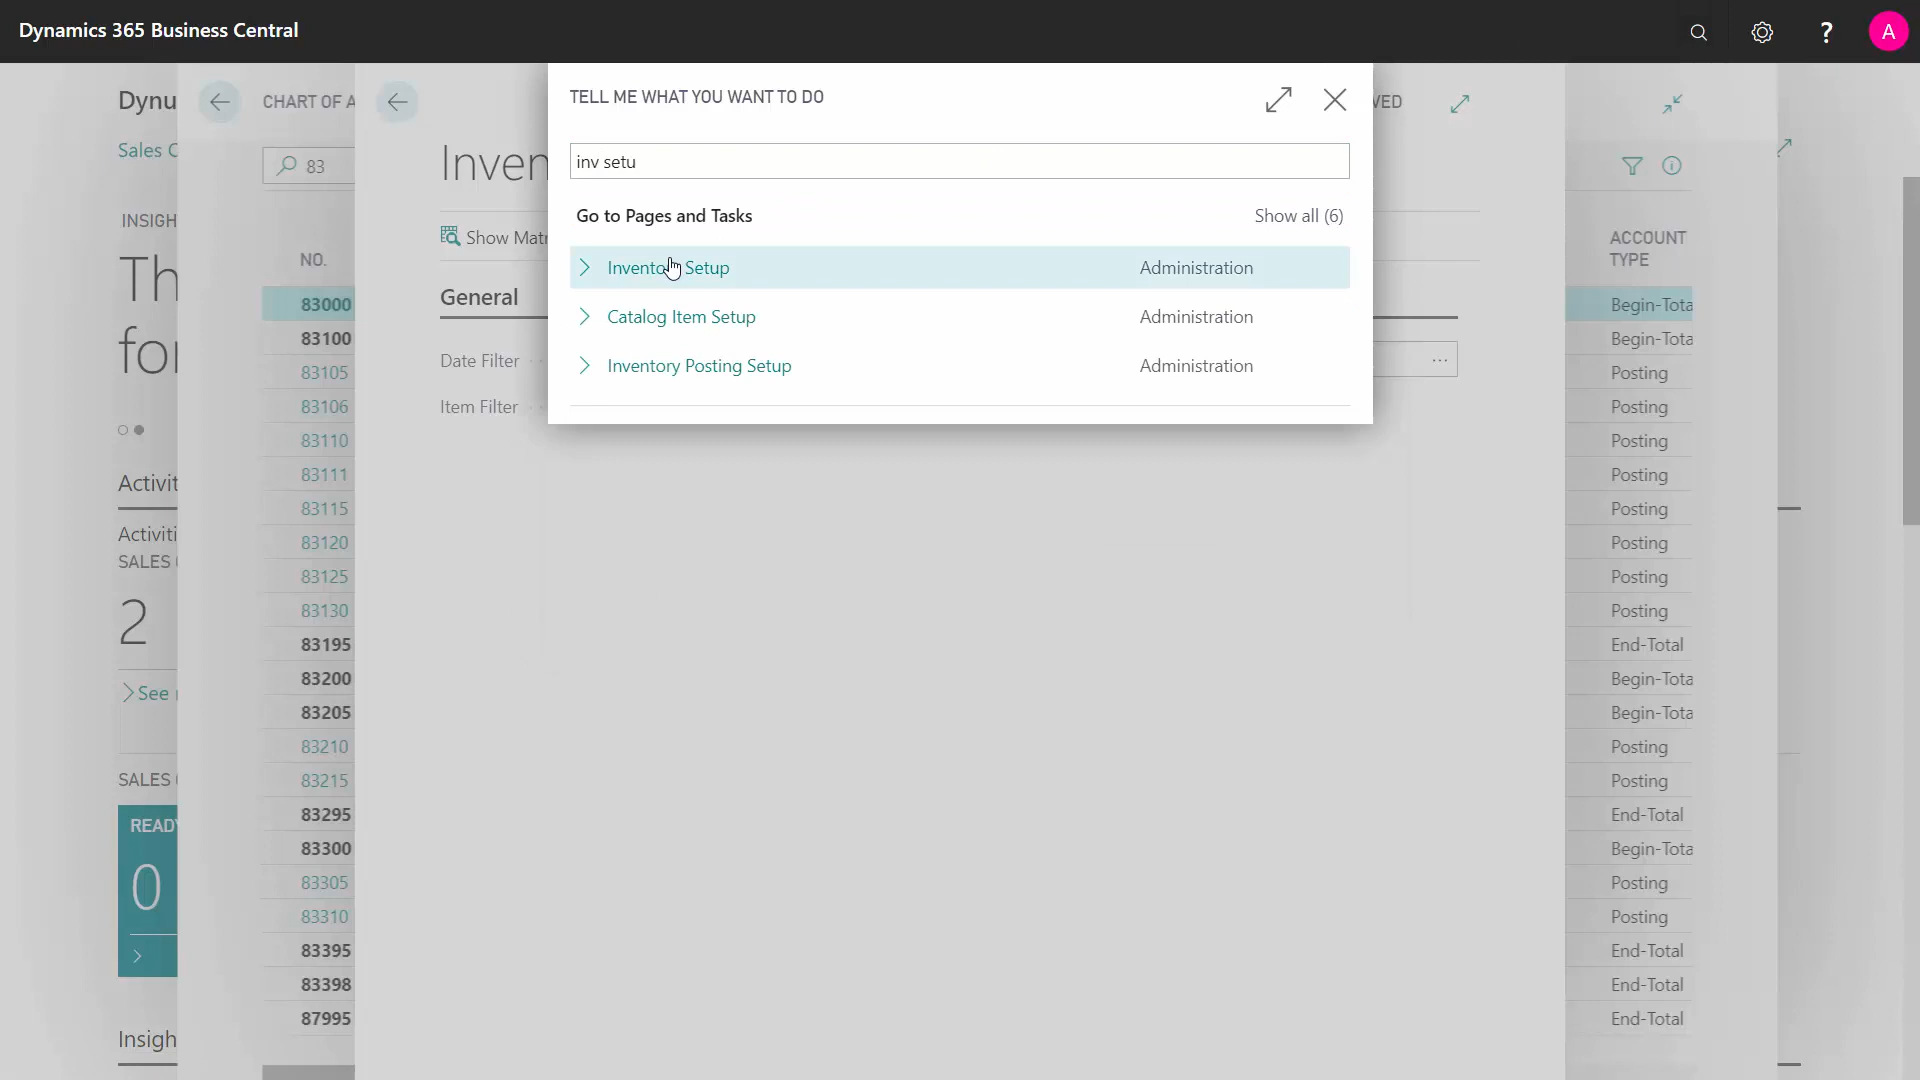 Dynamics 365 Business Central
?
A
TELL ME WHAT YOU WANT TO DO
inv setu
Go to Pages and Tasks
Show all (6)
Inventory Setup
Administration
Catalog Item Setup
Administration
Inventory Posting Setup
Administration
Sales
INSIGH
for
Activit
Activiti
SALES
2
See
SALES
READY
0
Insigh
CHART OF A
83
NO.
83000
83100
83105
83106
83110
83111
83115
83120
83125
83130
83195
83200
83205
83210
83215
83295
83300
83305
83310
83395
83398
87995
Inven
VED
Show Matr
General
Date Filter
...
Item Filter
ACCOUNT
TYPE
Begin-Tota
Begin-Tota
Posting
Posting
Posting
Posting
Posting
Posting
Posting
Posting
End-Total
Begin-Tota
Begin-Tota
Posting
Posting
End-Total
Begin-Tota
Posting
Posting
End-Total
End-Total
End-Total